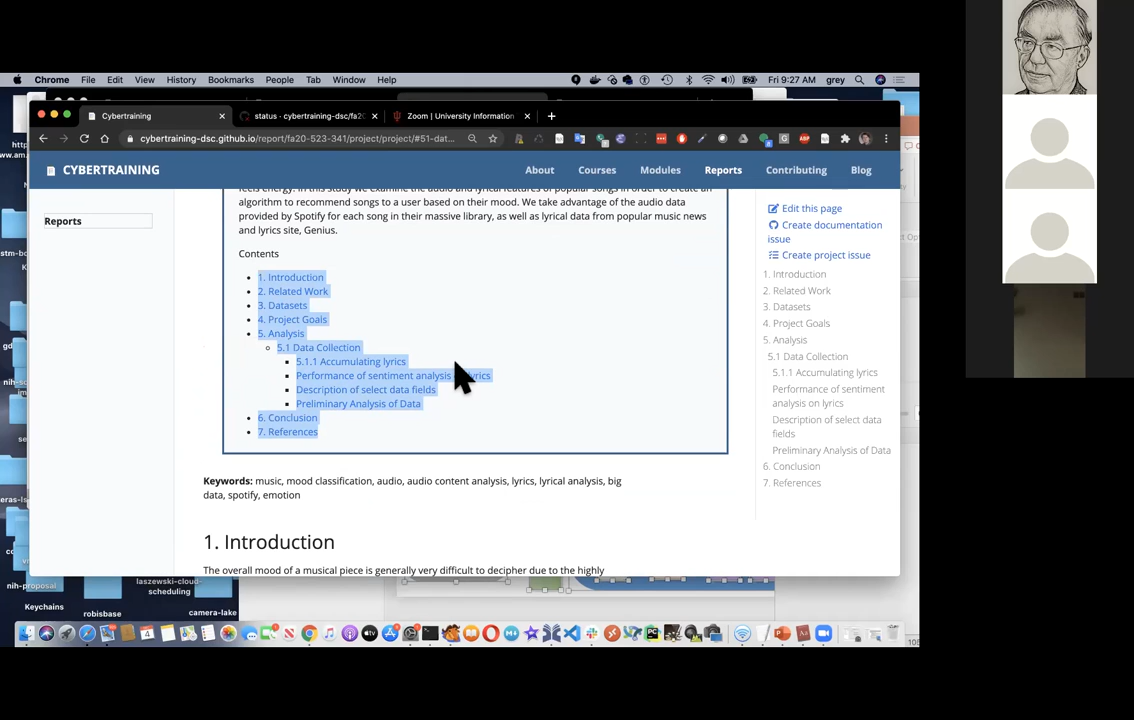 Chrome File Edit View History Bookmarks People Tab Window Help
Fri 9:27 AM grey
Cybertraining
status · cybertraining-dsc/fa20
Zoom | University Information
cybertraining-dsc.github.io/report/fa20-523-341/project/project/#51-dat...
CYBERTRAINING
About Courses Modules Reports Contributing Blog
Reports
algorithm to recommend songs to a user based on their mood. We take advantage of the audio data
provided by Spotify for each song in their massive library, as well as lyrical data from popular music news
and lyrics site, Genius.
Contents
1. Introduction
2. Related Work
3. Datasets
4. Project Goals
5. Analysis
5.1 Data Collection
5.1.1 Accumulating lyrics
Performance of sentiment analysis lyrics
Description of select data fields
Preliminary Analysis of Data
6. Conclusion
7. References
Keywords: music, mood classification, audio, audio content analysis, lyrics, lyrical analysis, big
data, spotify, emotion
1. Introduction
The overall mood of a musical piece is generally very difficult to decipher due to the highly
Edit this page
Create documentation
issue
Create project issue
1. Introduction
2. Related Work
3. Datasets
4. Project Goals
5. Analysis
5.1 Data Collection
5.1.1 Accumulating lyrics
Performance of sentiment
analysis on lyrics
Description of select data
fields
Preliminary Analysis of Data
6. Conclusion
7. References
nih-proposal
laszewski-cloud-
scheduling
Keychains
robisbase
camera-lake